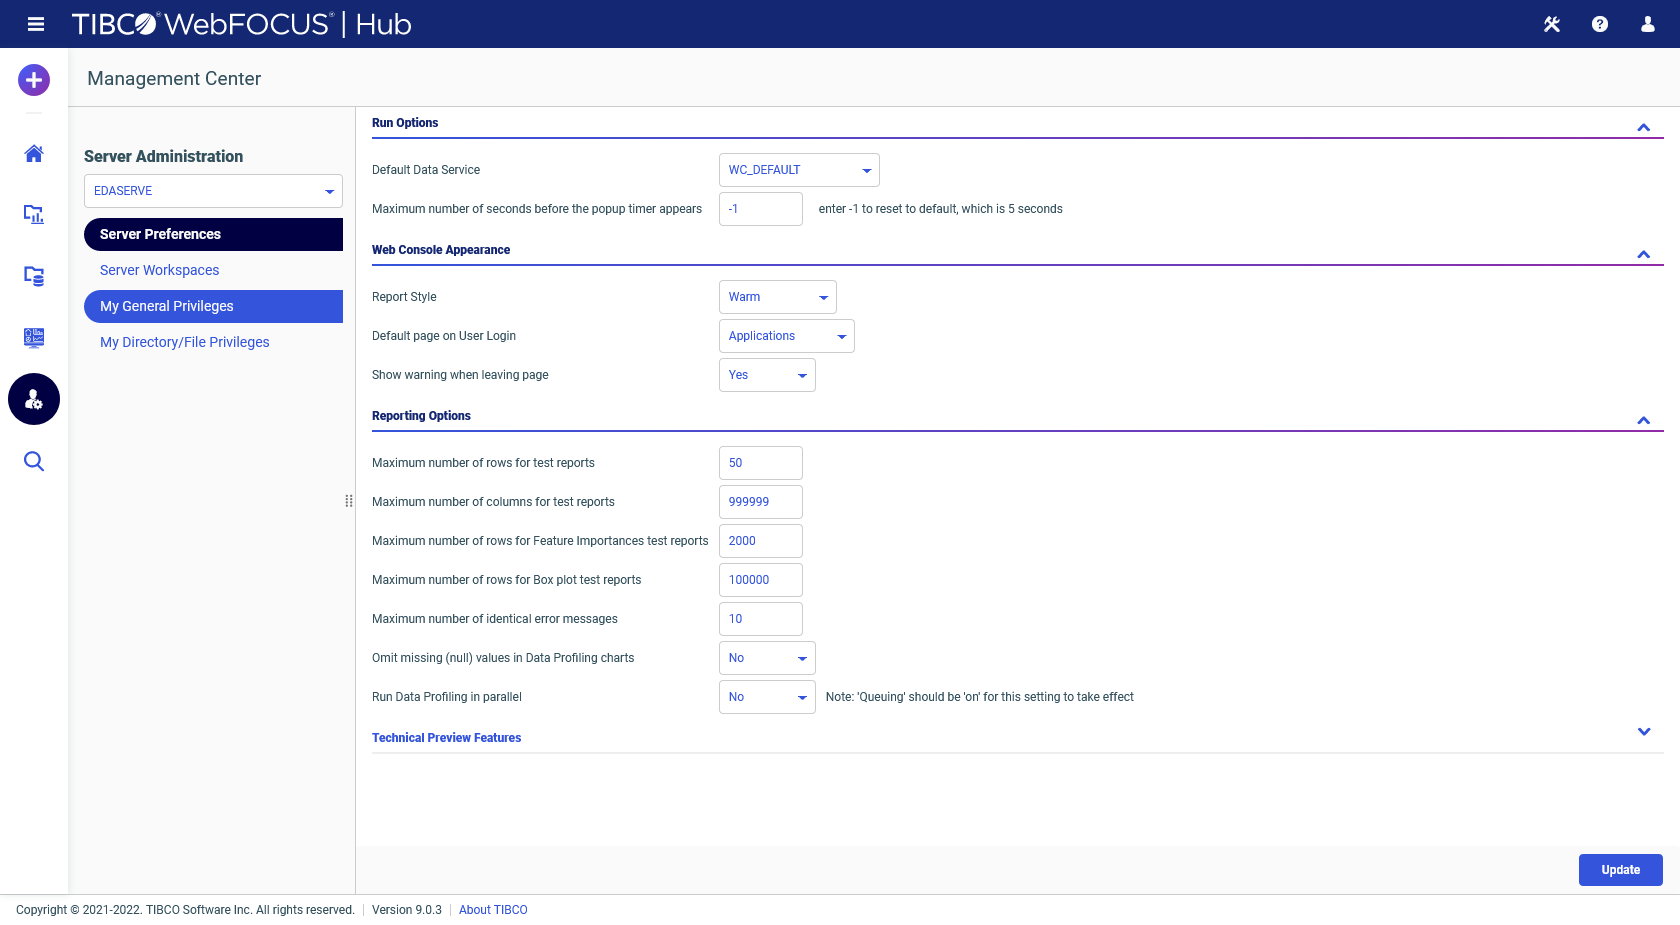 TIBCO® WebFOCUS® | Hub
Management Center
Server Administration
EDASERVE
Server Preferences
Server Workspaces
My General Privileges
My Directory/File Privileges
Run Options
Default Data Service WC_DEFAULT
Maximum number of seconds before the popup timer appears -1 enter -1 to reset to default, which is 5 seconds
Web Console Appearance
Report Style Warm
Default page on User Login Applications
Show warning when leaving page Yes
Reporting Options
Maximum number of rows for test reports 50
Maximum number of columns for test reports 999999
Maximum number of rows for Feature Importances test reports 2000
Maximum number of rows for Box plot test reports 100000
Maximum number of identical error messages 10
Omit missing (null) values in Data Profiling charts No
Run Data Profiling in parallel No Note: 'Queuing' should be 'on' for this setting to take effect
Technical Preview Features
Update
Copyright © 2021-2022. TIBCO Software Inc. All rights reserved. | Version 9.0.3 | About TIBCO